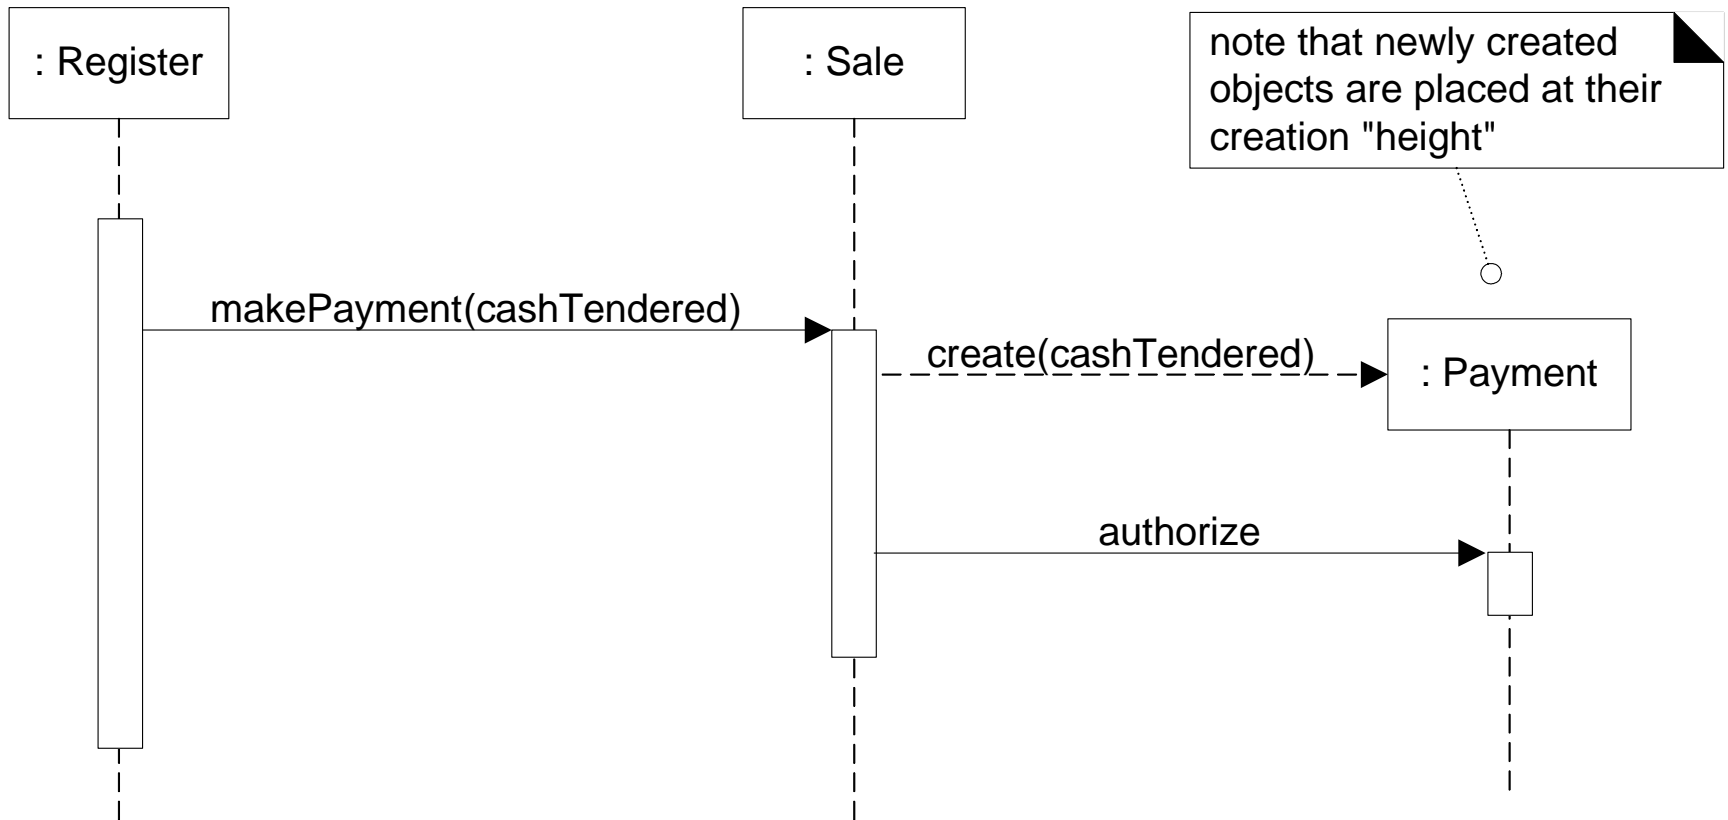 : Register
: Sale
note that newly created
objects are placed at their
creation "height"
makePayment(cashTendered)
create(cashTendered)
: Payment
authorize